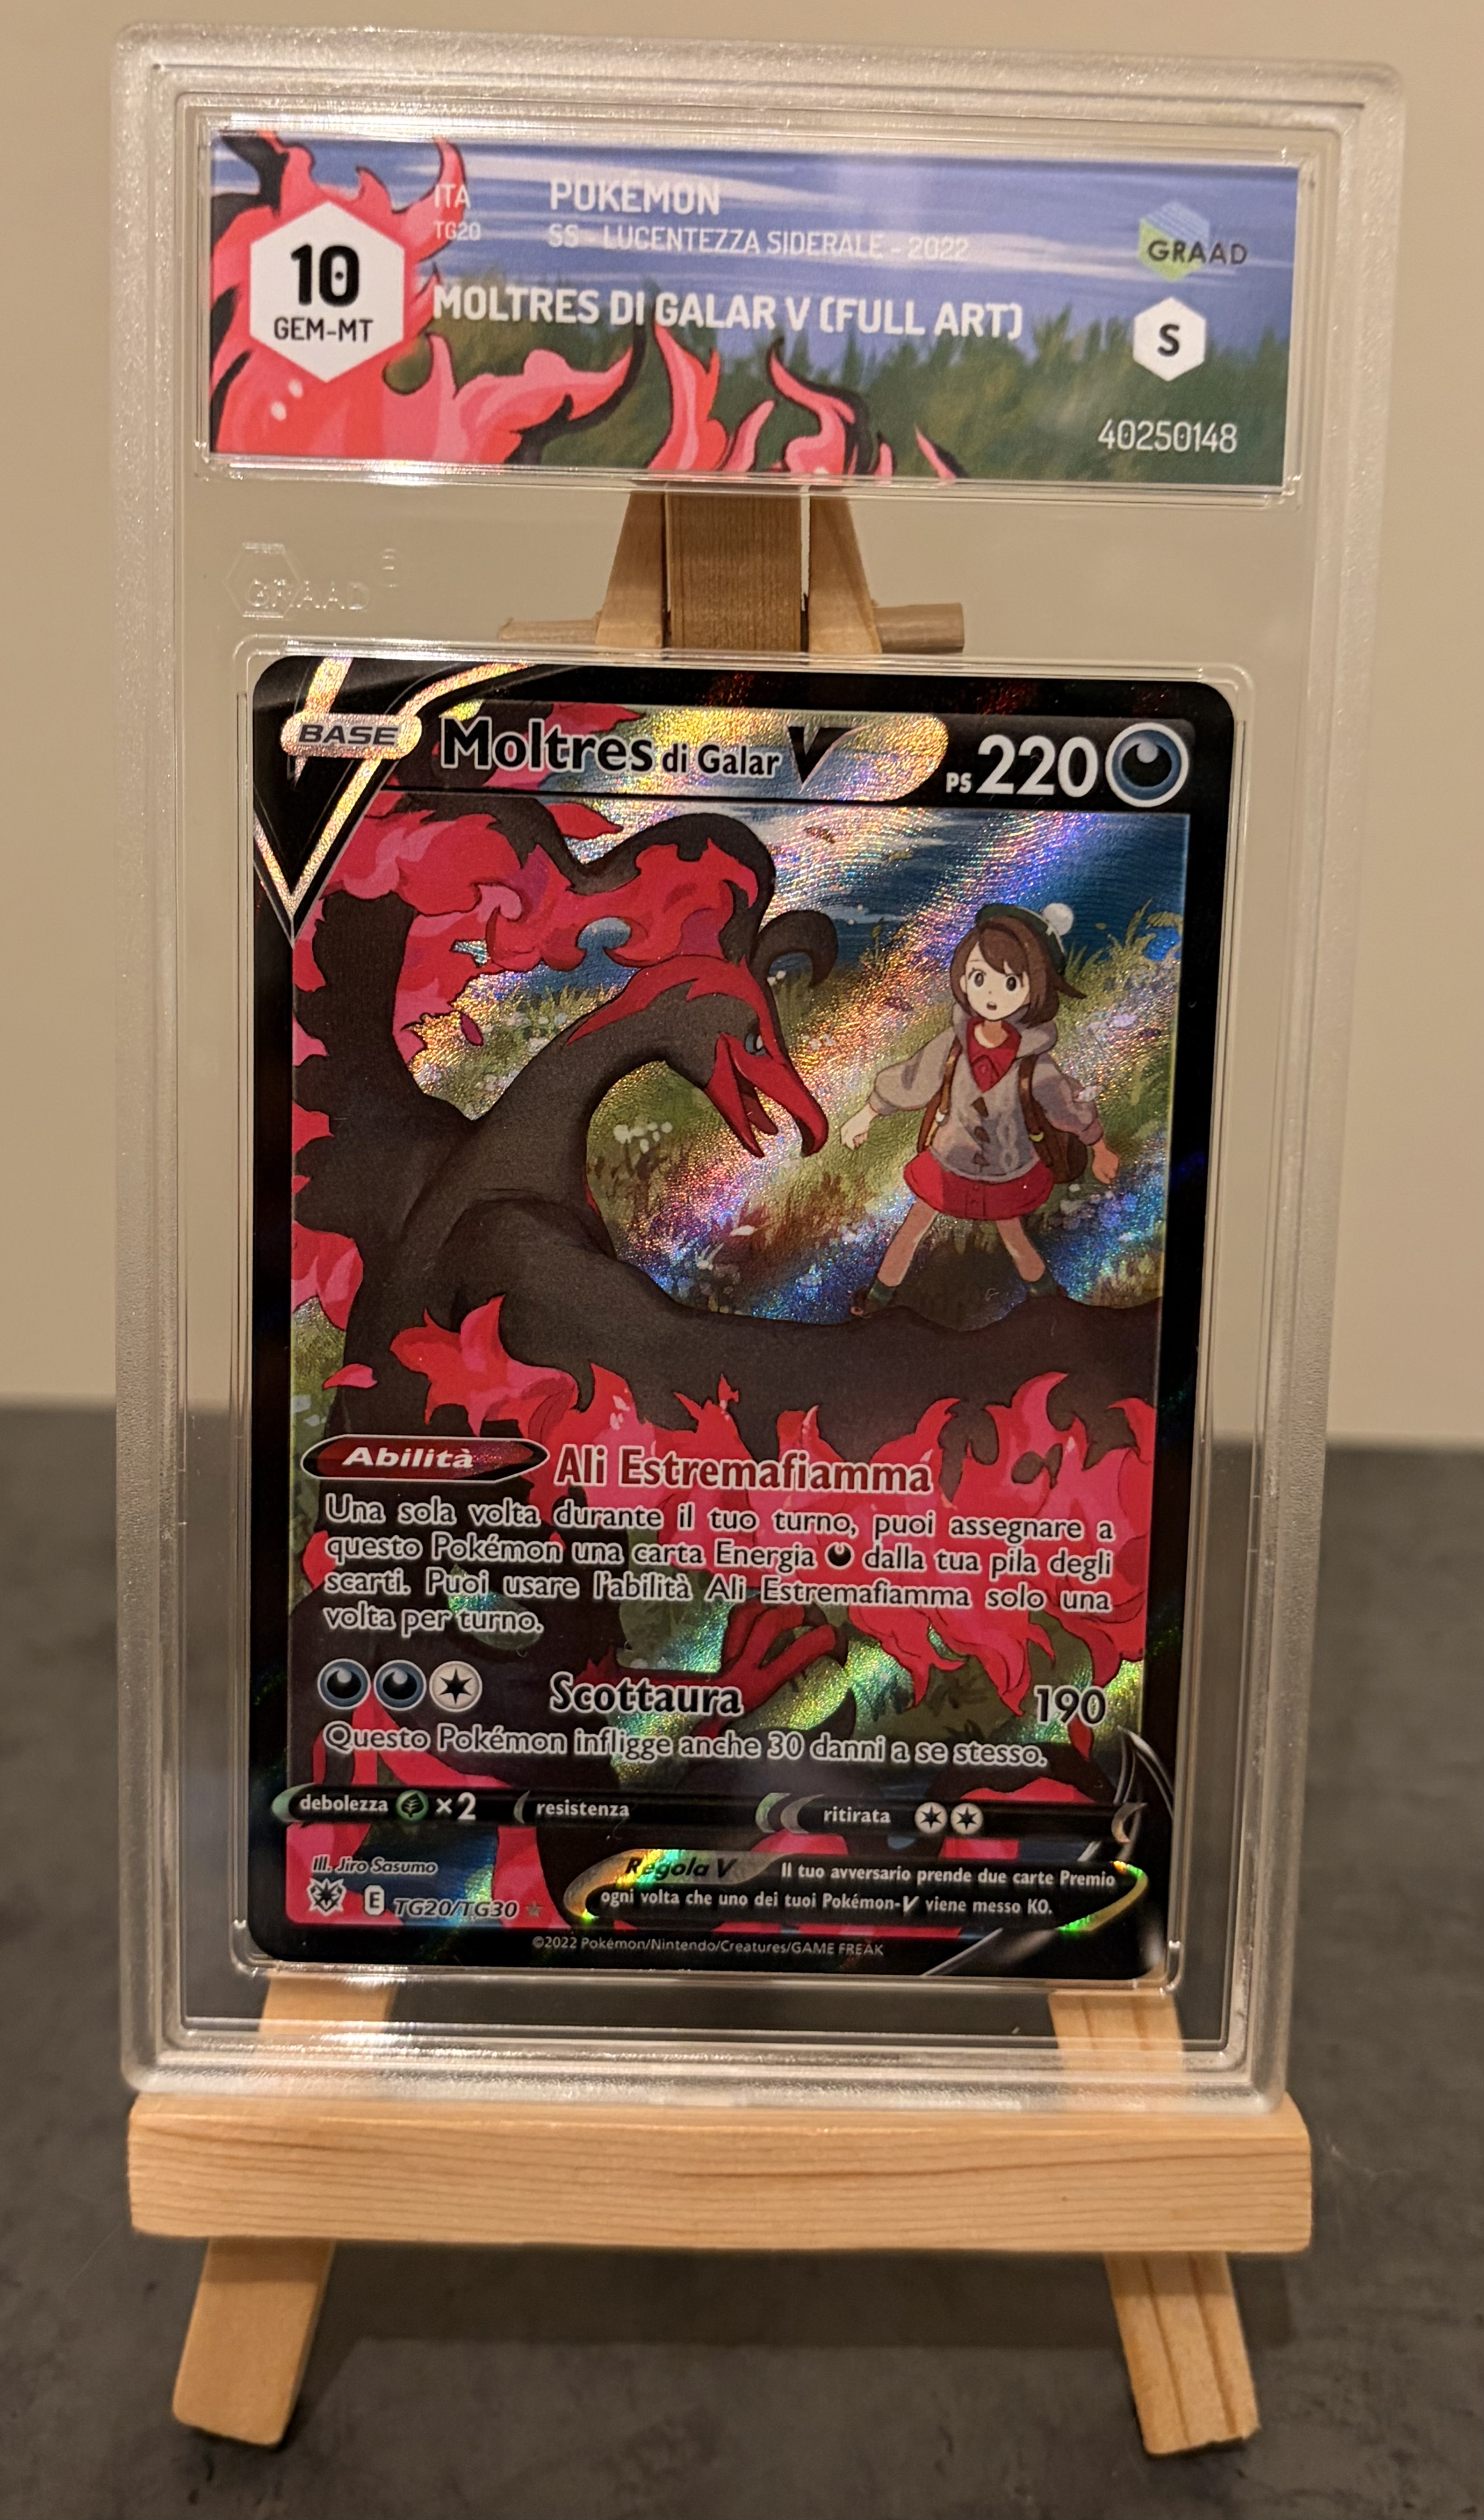 10
GEM-MT
ITA POKÉMON
TG20 SS - LUCENTEZZA SIDERALE - 2022
MOLTRES DI GALAR V (FULL ART)
GRAAD
S
40250148
GRAAD
BASE Moltres di Galar V PS 220
Abilità Ali Estremafiamma
Una sola volta durante il tuo turno, puoi assegnare a
questo Pokémon una carta Energia dalla tua pila degli
scarti. Puoi usare l'abilità Ali Estremafiamma solo una
volta per turno.
Scottaura 190
Questo Pokémon infligge anche 30 danni a se stesso.
debolezza ×2 resistenza ritirata
Ill. Jiro Sasumo
E TG20/TG30
Regola V Il tuo avversario prende due carte Premio
ogni volta che uno dei tuoi Pokémon-V viene messo KO.
©2022 Pokémon/Nintendo/Creatures/GAME FREAK